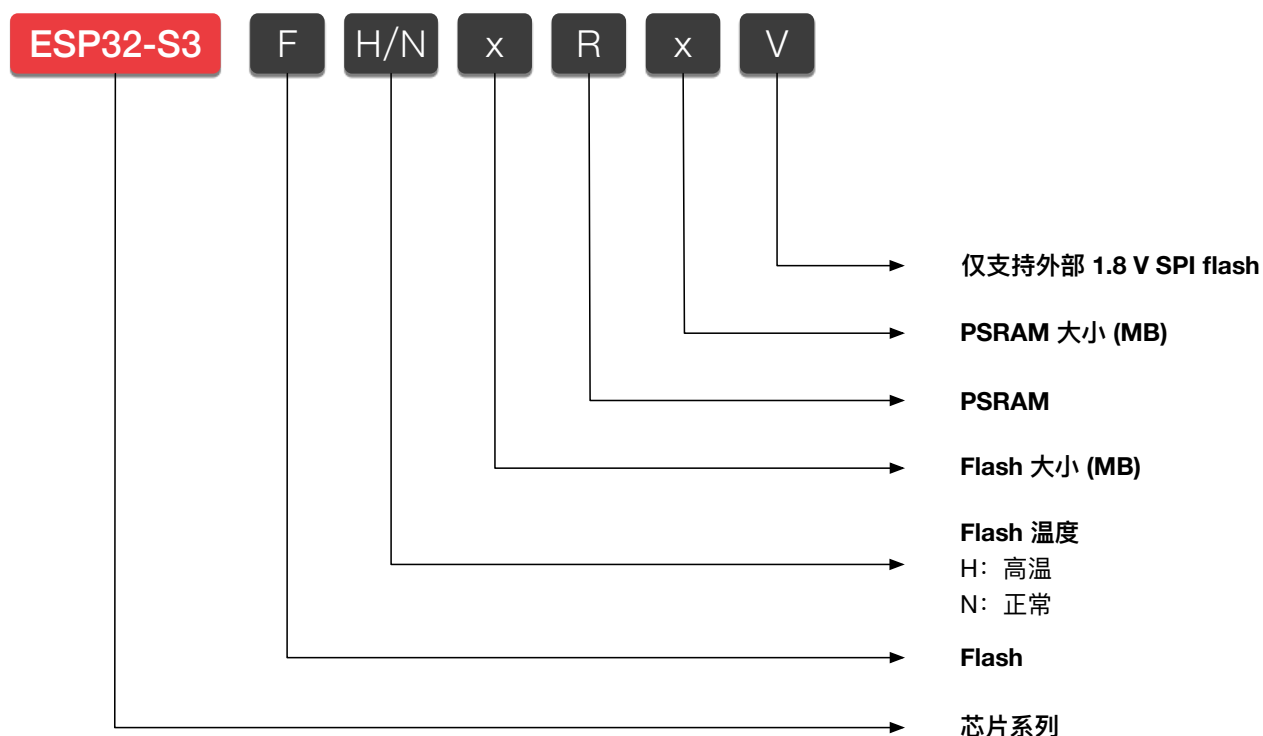 ESP32-S3 F H/N x R x V
仅支持外部 1.8 V SPI flash
PSRAM 大小 (MB)
PSRAM
Flash 大小 (MB)
Flash 温度
H：高温
N：正常
Flash
芯片系列